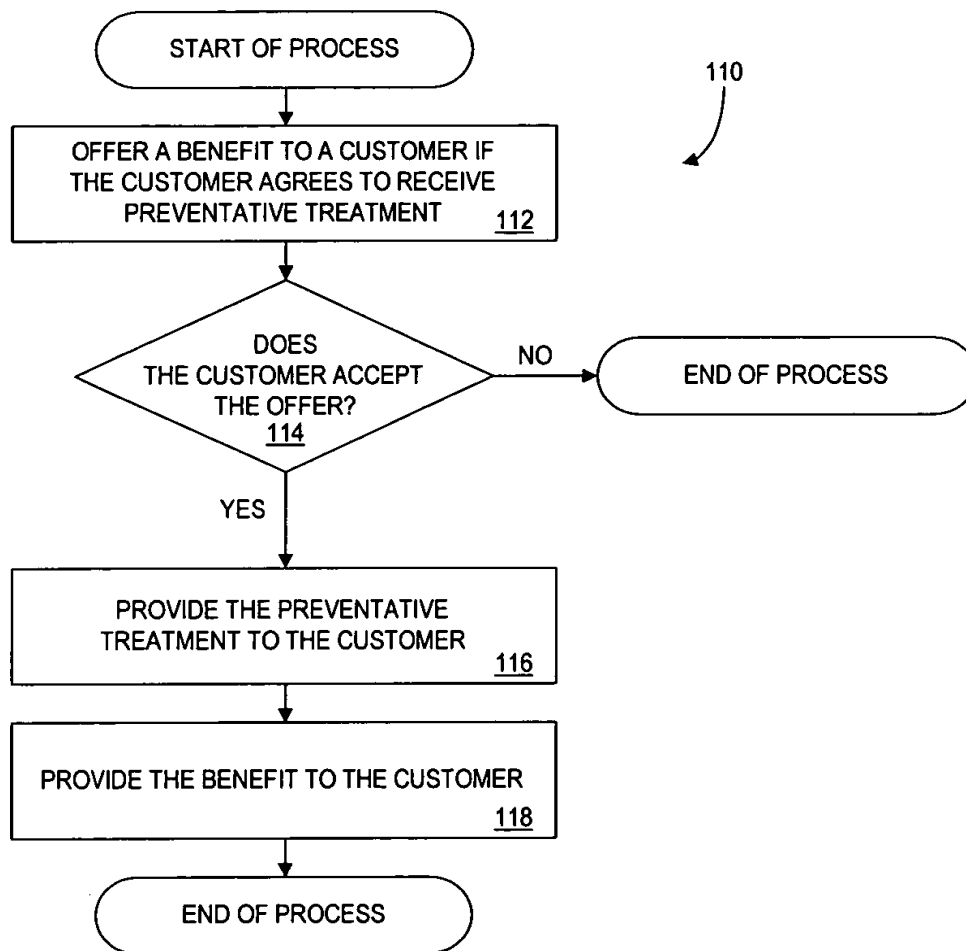 START OF PROCESS
110
OFFER A BENEFIT TO A CUSTOMER IF
THE CUSTOMER AGREES TO RECEIVE
PREVENTATIVE TREATMENT
112
DOES
THE CUSTOMER ACCEPT
THE OFFER?
114
NO
END OF PROCESS
YES
PROVIDE THE PREVENTATIVE
TREATMENT TO THE CUSTOMER
116
PROVIDE THE BENEFIT TO THE CUSTOMER
118
END OF PROCESS